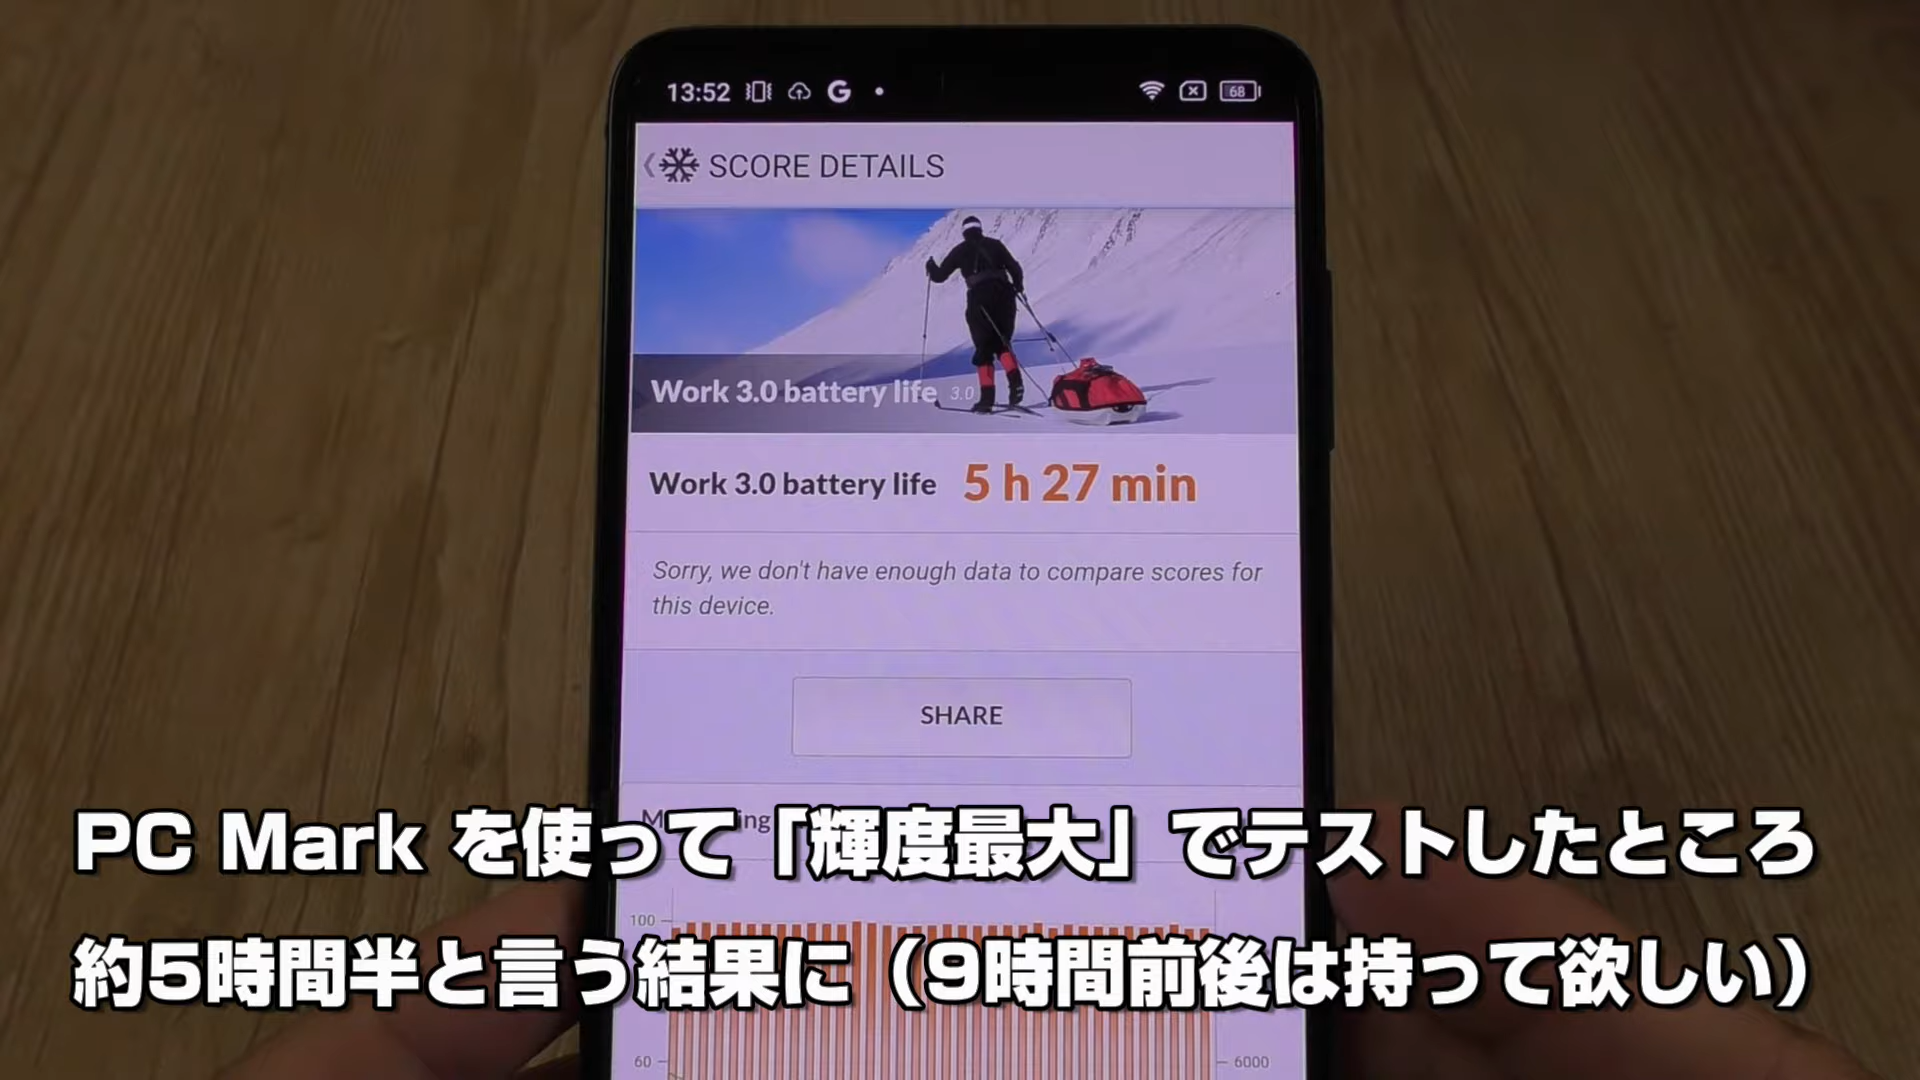 13:52
68
SCORE DETAILS
Work 3.0 battery life 3.0
Work 3.0 battery life 5 h 27 min
Sorry, we don't have enough data to compare scores for
this device.
SHARE
PC Mark を使って「輝度最大」でテストしたところ
100
約5時間半と言う結果に（9時間前後は持って欲しい）
60
6000